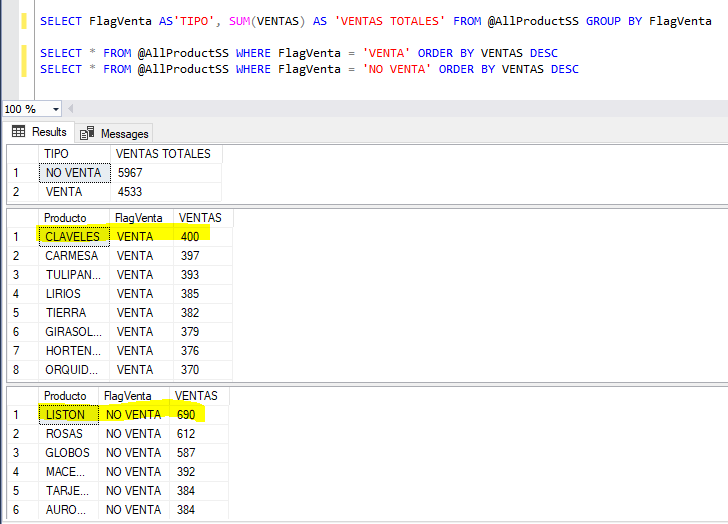 SELECT FlagVenta AS'TIPO', SUM(VENTAS) AS 'VENTAS TOTALES' FROM @AllProductSS GROUP BY FlagVenta
SELECT * FROM @AllProductSS WHERE FlagVenta = 'VENTA' ORDER BY VENTAS DESC
SELECT * FROM @AllProductSS WHERE FlagVenta = 'NO VENTA' ORDER BY VENTAS DESC
100 %
Results Messages
TIPO VENTAS TOTALES
1 NO VENTA 5967
2 VENTA 4533
Producto FlagVenta VENTAS
1 CLAVELES VENTA 400
2 CARMESA VENTA 397
3 TULIPAN... VENTA 393
4 LIRIOS VENTA 385
5 TIERRA VENTA 382
6 GIRASOL... VENTA 379
7 HORTEN... VENTA 376
8 ORQUID... VENTA 370
Producto FlagVenta VENTAS
1 LISTON NO VENTA 690
2 ROSAS NO VENTA 612
3 GLOBOS NO VENTA 587
4 MACE... NO VENTA 392
5 TARJE... NO VENTA 384
6 AURO... NO VENTA 384